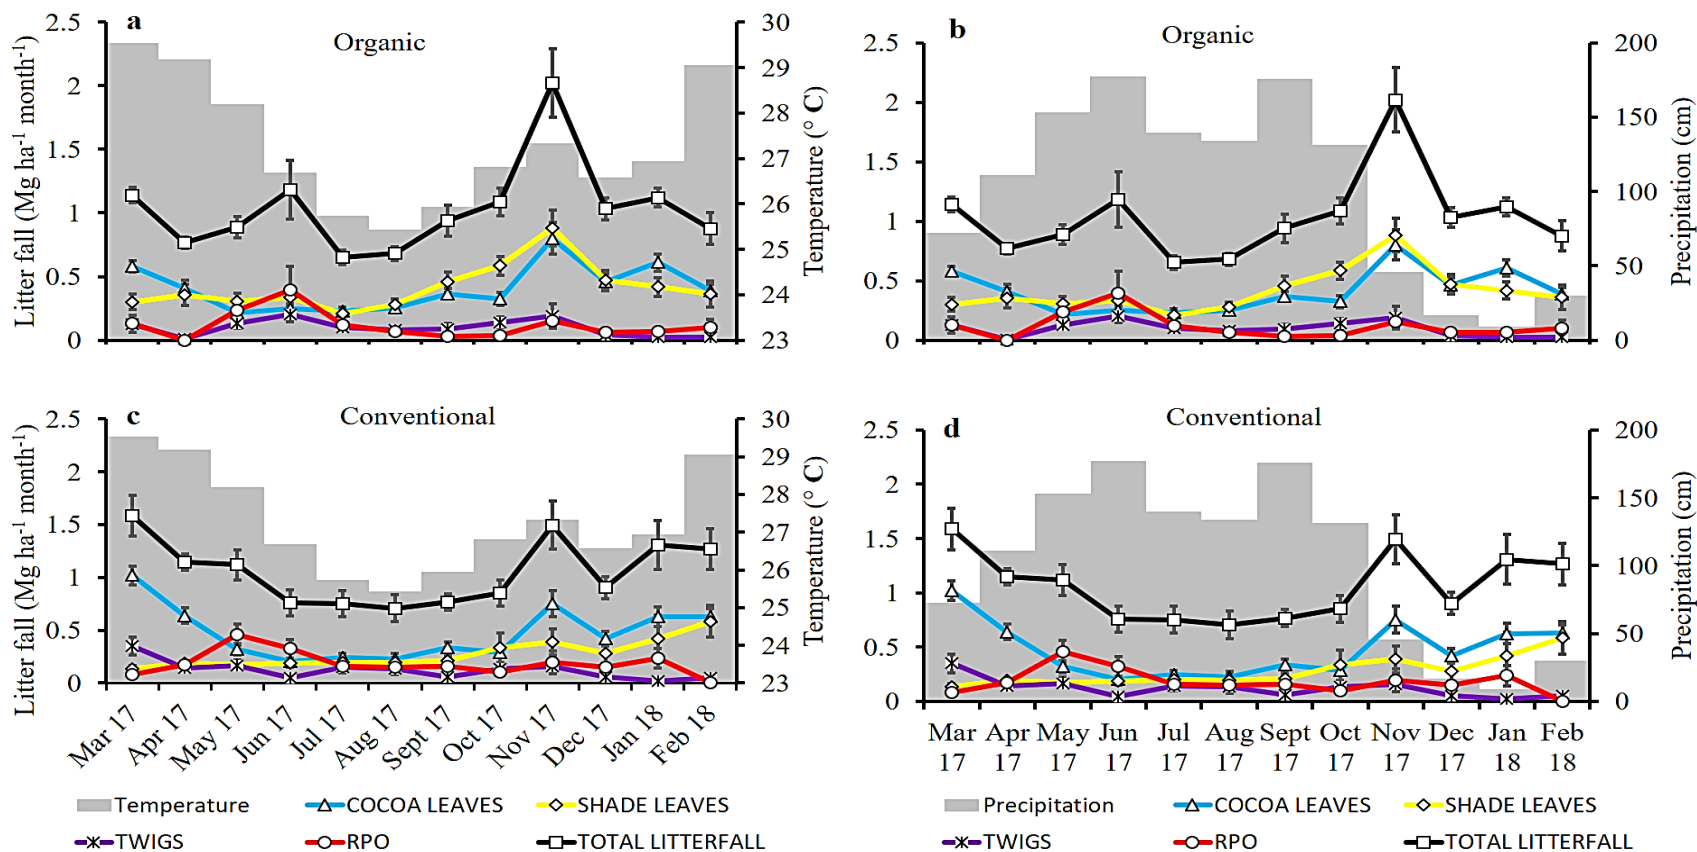 a
Organic
Litter fall (Mg ha⁻¹ month⁻¹)
2.5
2
1.5
1
0.5
0
30
29
28
27
26
25
24
23
Temperature (° C)
b
Organic
2.5
2
1.5
1
0.5
0
200
150
100
50
0
Precipitation (cm)
c
Conventional
Litter fall (Mg ha⁻¹ month⁻¹)
2.5
2
1.5
1
0.5
0
30
29
28
27
26
25
24
23
Temperature (° C)
Mar 17
Apr 17
May 17
Jun 17
Jul 17
Aug 17
Sept 17
Oct 17
Nov 17
Dec 17
Jan 18
Feb 18
d
Conventional
2.5
2
1.5
1
0.5
0
200
150
100
50
0
Precipitation (cm)
Mar Apr May Jun Jul Aug Sept Oct Nov Dec Jan Feb
17 17 17 17 17 17 17 17 17 17 18 18
Temperature COCOA LEAVES SHADE LEAVES
TWIGS RPO TOTAL LITTERFALL
Precipitation COCOA LEAVES SHADE LEAVES
TWIGS RPO TOTAL LITTERFALL